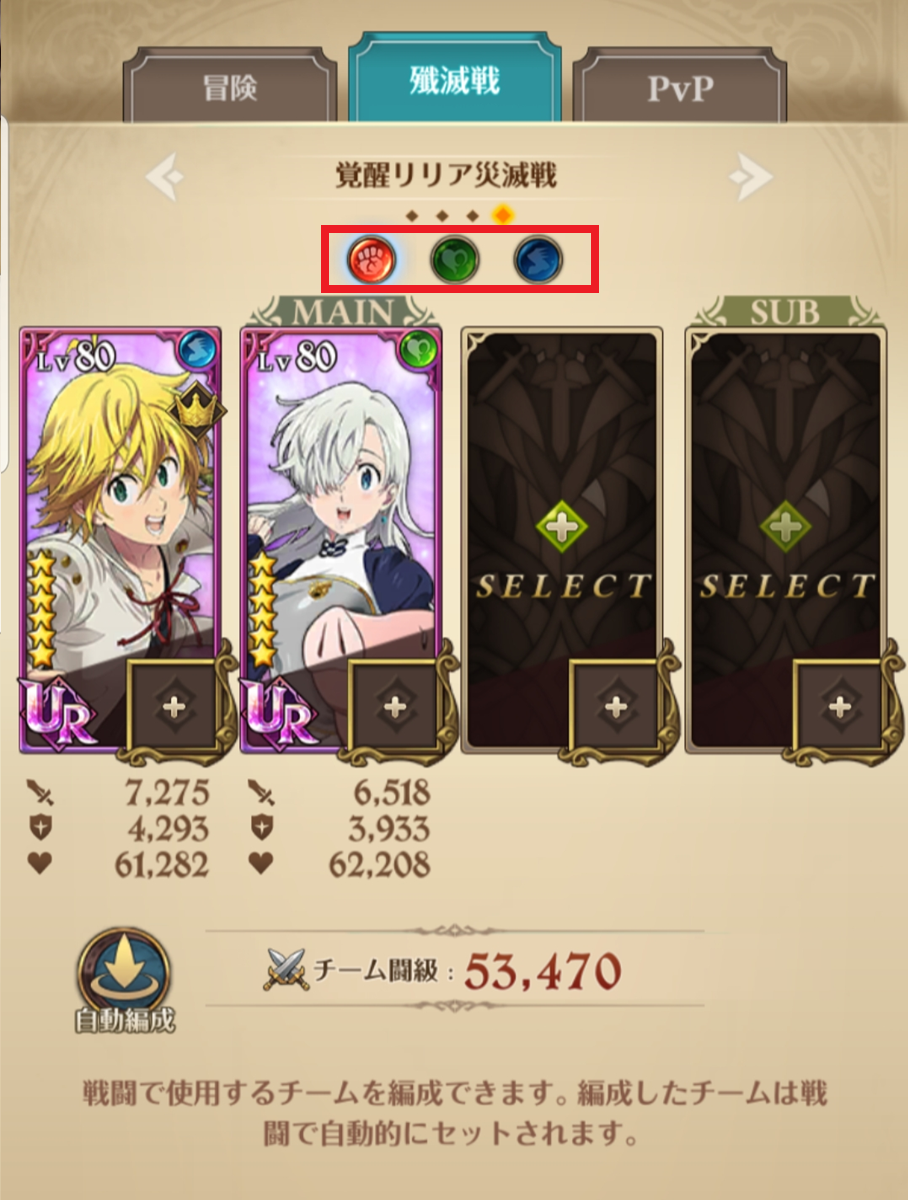 冒険
殲滅戦
PvP
覚醒リリア災滅戦
MAIN
SUB
Lv 80
Lv 80
SELECT
SELECT
UR
UR
7,275
6,518
4,293
3,933
61,282
62,208
チーム闘級 : 53,470
自動編成
戦闘で使用するチームを編成できます。編成したチームは戦
闘で自動的にセットされます。